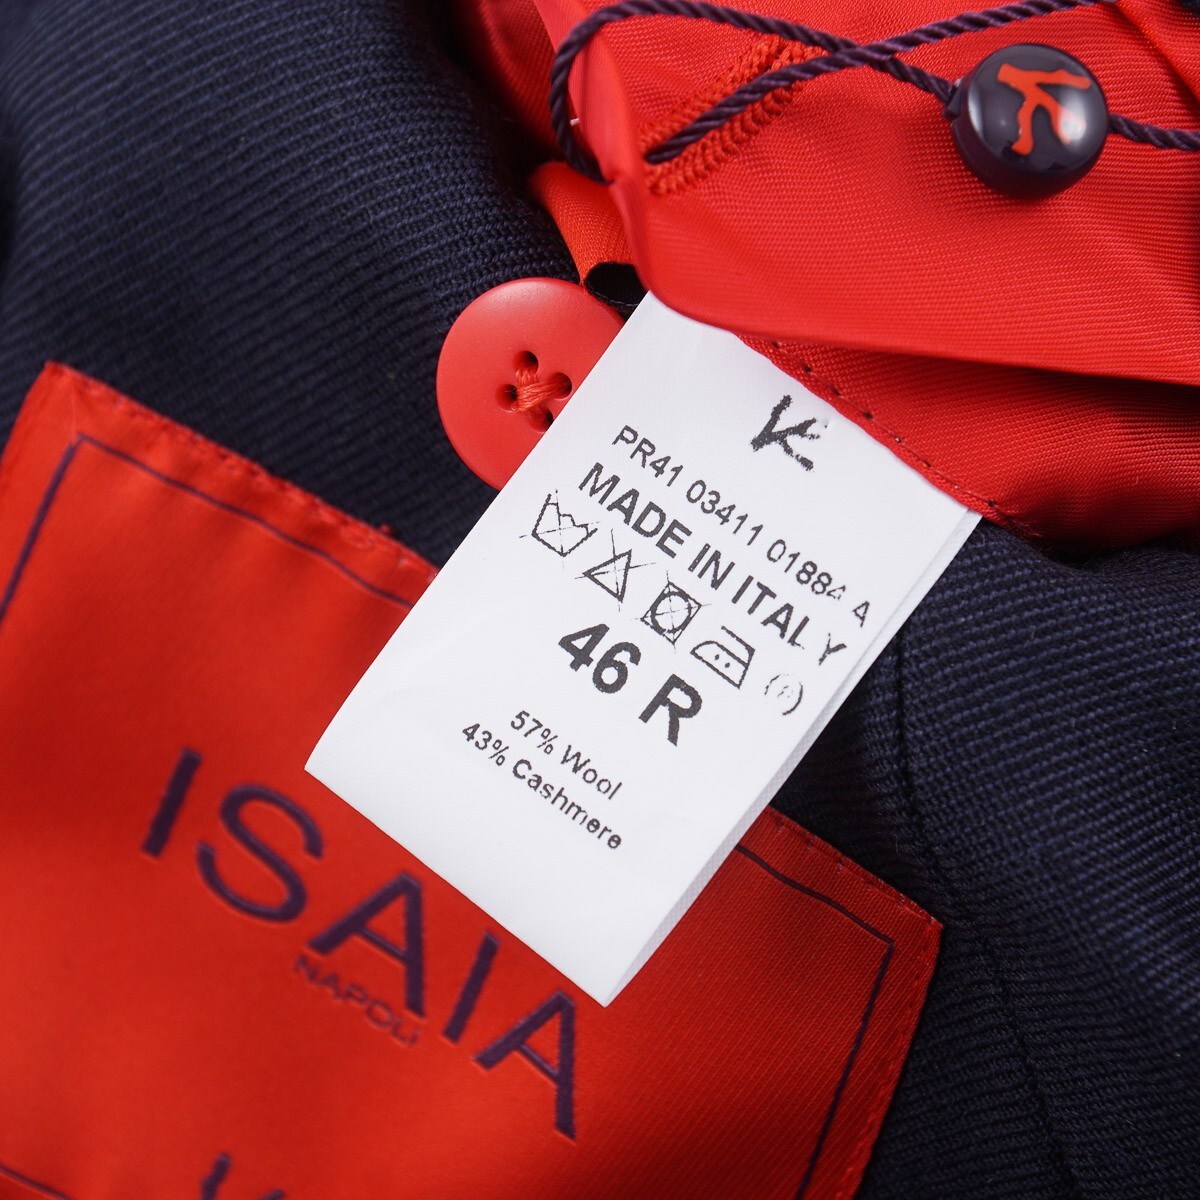 PR41 03411 01884 A
MADE IN ITALY
46 R
57% Wool
43% Cashmere
ISAIA
NAPOLI